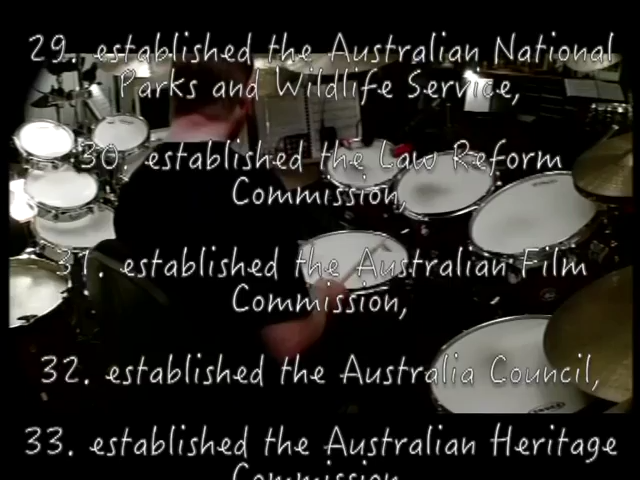 29. established the Australian National
Parks and Wildlife Service,
30. established the Law Reform
Commission,
31. established the Australian Film
Commission,
32. established the Australia Council,
33. established the Australian Heritage
Commission